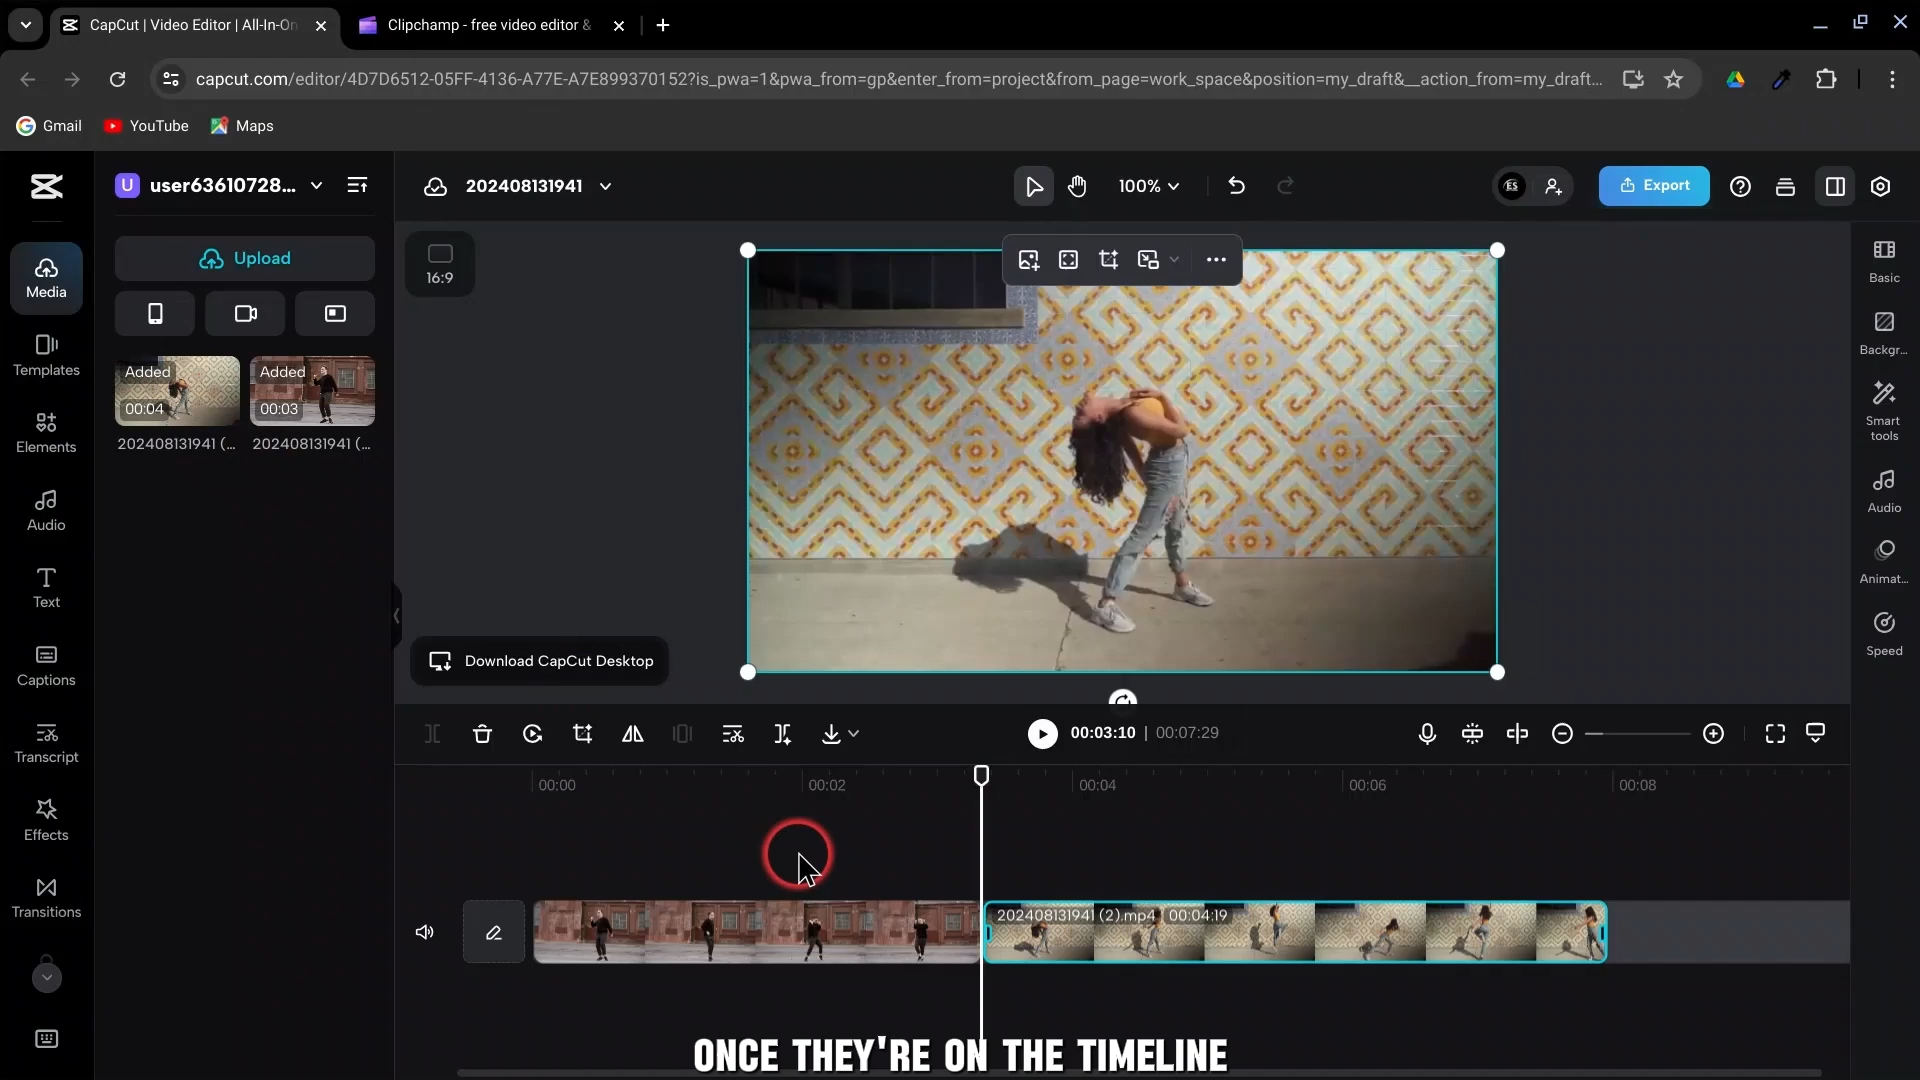 CapCut | Video Editor | All-In-On
Clipchamp - free video editor &
capcut.com/editor/4D7D6512-05FF-4136-A77E-A7E899370152?is_pwa=1&pwa_from=gp&enter_from=project&from_page=work_space&position=my_draft&__action_from=my_draft...
Gmail
YouTube
Maps
U
user63610728...
202408131941
100%
ES
Export
Upload
16:9
Media
Templates
Elements
Audio
Text
Captions
Transcript
Effects
Transitions
Added
00:04
202408131941 (...
Added
00:03
202408131941 (...
Basic
Backgr...
Smart
tools
Audio
Animat...
Speed
Download CapCut Desktop
00:03:10 | 00:07:29
00:00
00:02
00:04
00:06
00:08
202408131941 (2).mp4 00:04:19
ONCE THEY'RE ON THE TIMELINE